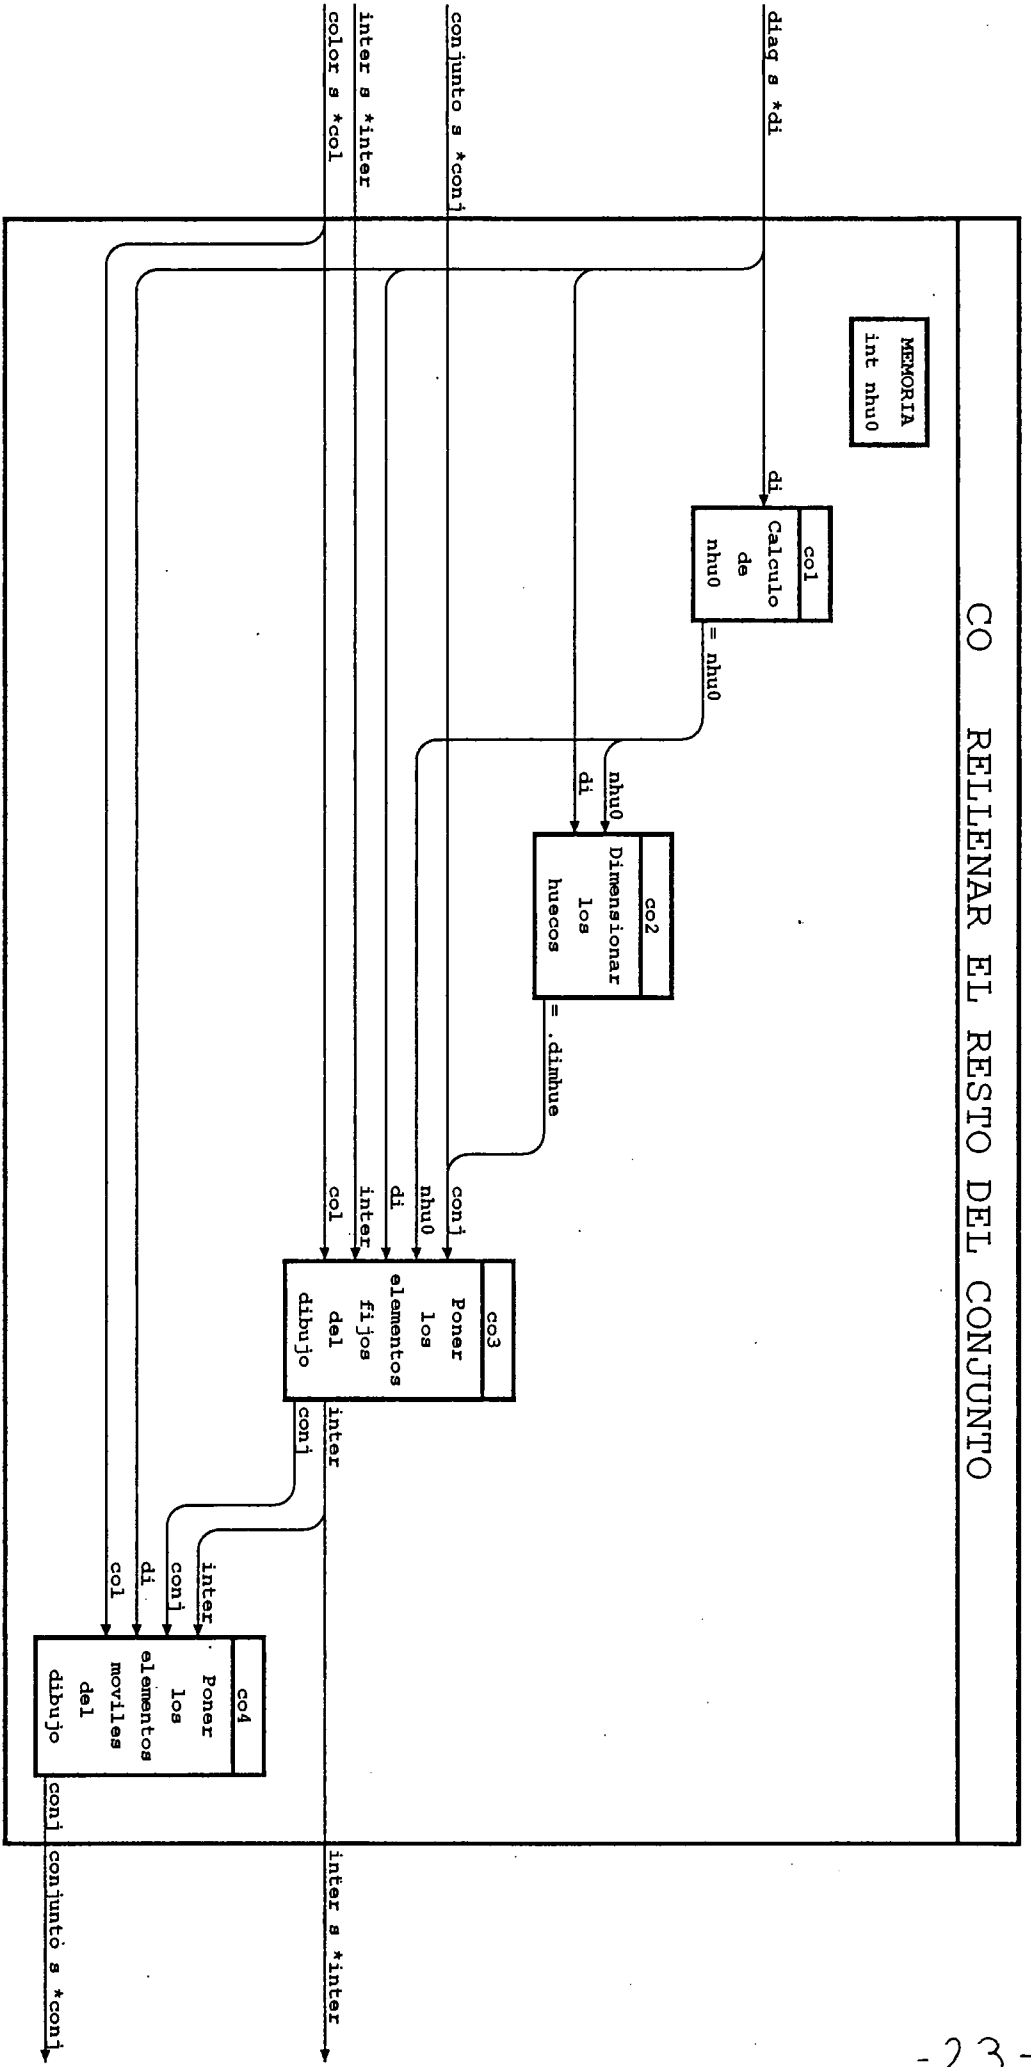 CO RELLENAR EL RESTO DEL CONJUNTO
MEMORIA
int nhu0
diag s *di
conjunto s *conj
inter s *inter
color s *col
di
co1
Calculo
de
nhu0
= nhu0
nhu0
di
co2
Dimensionar
los
huecos
= .dimhue
conj
nhu0
di
inter
col
co3
Poner
los
elementos
fijos
del
dibujo
inter
conj
inter
conj
di
col
co4
Poner
los
elementos
moviles
del
dibujo
conj
inter s *inter
conjunto s *conj
-23-